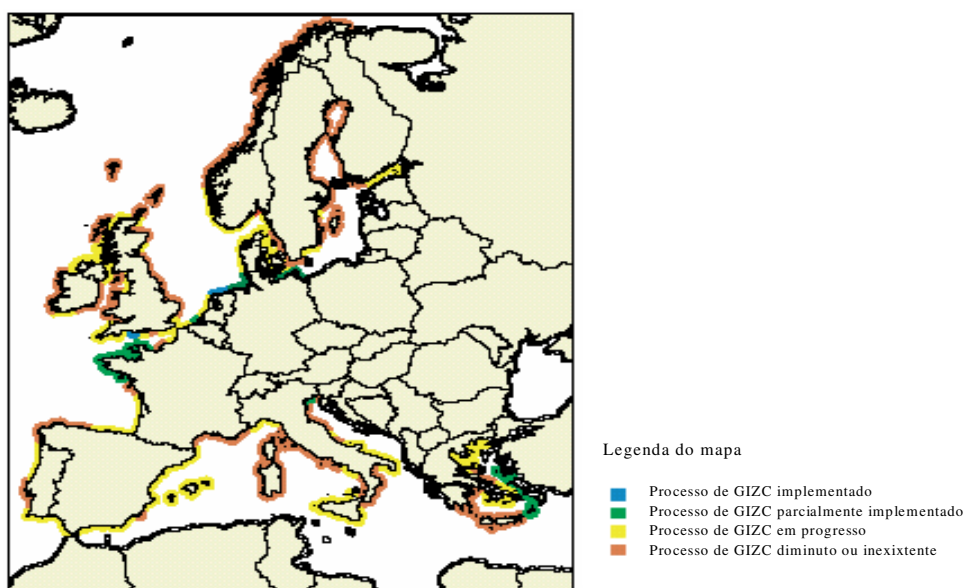 Legenda do mapa
Processo de GIZC implementado
Processo de GIZC parcialmente implementado
Processo de GIZC em progresso
Processo de GIZC diminuto ou inexixtente